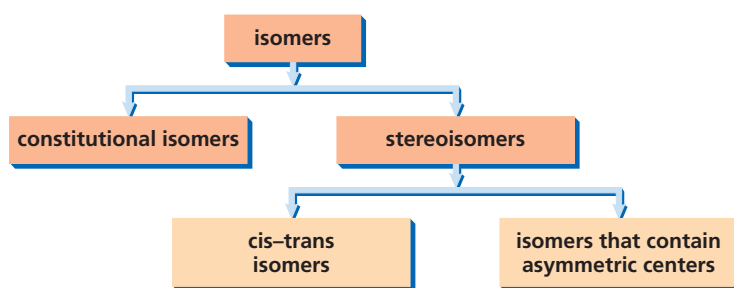 isomers
constitutional isomers
stereoisomers
cis–trans
isomers
isomers that contain
asymmetric centers